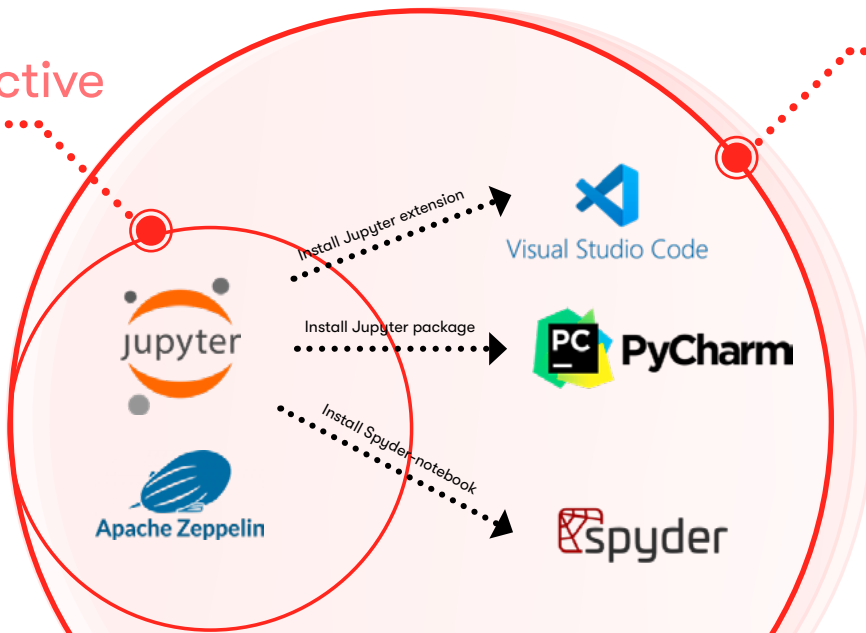 ctive
Install Jupyter extension
Visual Studio Code
jupyter
Install Jupyter package
PC
PyCharm
Install Spyder-notebook
Apache Zeppelin
spyder